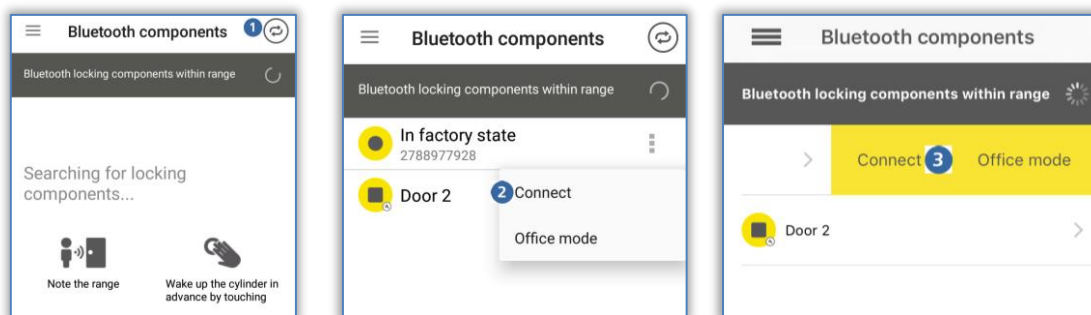 Bluetooth components 1
Bluetooth locking components within range
Searching for locking
components...
Note the range
Wake up the cylinder in
advance by touching
Bluetooth components
Bluetooth locking components within range
In factory state
2788977928
Door 2
2 Connect
Office mode
Bluetooth components
Bluetooth locking components within range
Connect 3 Office mode
Door 2